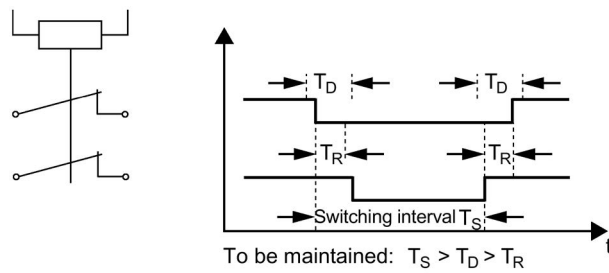 T_D T_D
T_R T_R
Switching interval T_S
t
To be maintained: T_S > T_D > T_R